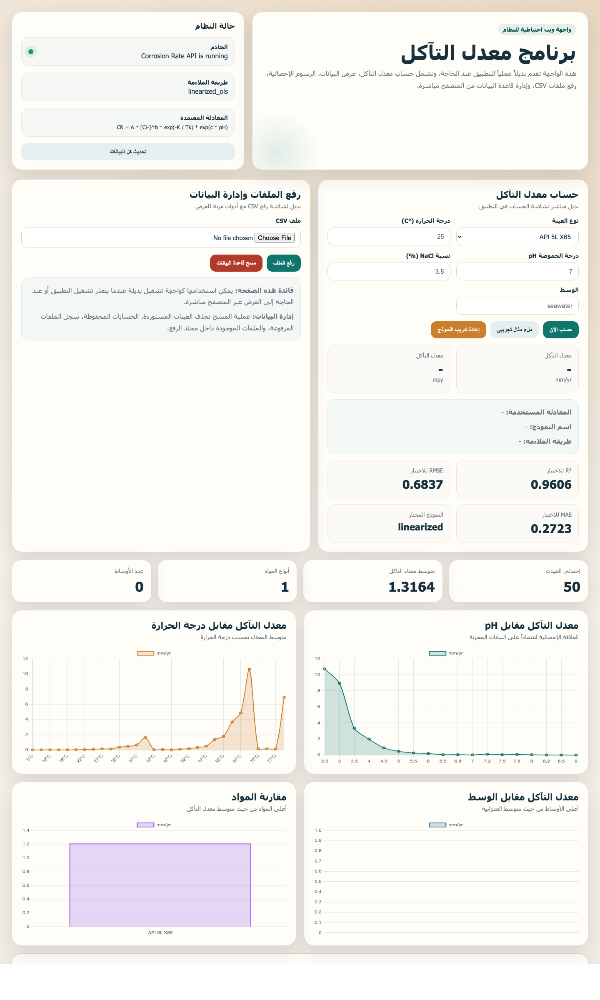 واجهة ويب احتياطية للنظام
برنامج معدل التآكل
هذه الواجهة تقدم بديلاً عملياً للتطبيق عند الحاجة، وتشمل حساب معدل التآكل، عرض البيانات، الرسوم الإحصائية،
رفع ملفات CSV، وإدارة قاعدة البيانات من المتصفح مباشرة.
حالة النظام
الخادم
Corrosion Rate API is running
طريقة الملاءمة
linearized_ols
المعادلة المعتمدة
CR = A * [Cl-]^b * exp(-K / Tk) * exp(c * pH)
تحديث كل البيانات
حساب معدل التآكل
بديل مباشر لشاشة الحساب في التطبيق
نوع العينة
API 5L X65
درجة الحرارة (°C)
25
درجة الحموضة pH
7
نسبة NaCl (%)
3.5
الوسط
seawater
حساب الآن
ملء مثال تجريبي
إعادة تدريب النموذج
معدل التآكل
-
mm/yr
معدل التآكل
-
mpy
المعادلة المستخدمة: -
اسم النموذج: -
طريقة الملاءمة: -
R² للاختبار
0.9606
RMSE للاختبار
0.6837
MAE للاختبار
0.2723
النموذج المختار
linearized
رفع الملفات وإدارة البيانات
بديل لشاشة رفع CSV مع أدوات مرنة للعرض
ملف CSV
Choose File No file chosen
رفع الملف
مسح قاعدة البيانات
فائدة هذه الصفحة: يمكن استخدامها كواجهة تشغيل بديلة عندما يتعذر تشغيل التطبيق أو عند
الحاجة إلى العرض عبر المتصفح مباشرة.
إدارة البيانات: عملية المسح تحذف العينات المستوردة، الحسابات المحفوظة، سجل الملفات
المرفوعة، والملفات الموجودة داخل مجلد الرفع.
إجمالي العينات
50
متوسط معدل التآكل
1.3164
أنواع المواد
1
عدد الأوساط
0
معدل التآكل مقابل pH
العلاقة الإحصائية اعتماداً على البيانات المخزنة
mm/yr
12
10
8
6
4
2
0
2.5 3 3.5 4 4.5 5 5.5 6 6.5 6.8 7 7.2 7.5 7.8 8 8.2 8.5 9
معدل التآكل مقابل درجة الحرارة
متوسط المعدل بحسب درجة الحرارة
mm/yr
12
10
8
6
4
2
0
5°C 12°C 18°C 22°C 27°C 32°C 37°C 42°C 47°C 52°C 57°C 62°C 67°C 72°C 77°C
معدل التآكل مقابل الوسط
أعلى الأوساط من حيث متوسط العدوانية
mm/yr
1.0
0.9
0.8
0.7
0.6
0.5
0.4
0.3
0.2
0.1
0
مقارنة المواد
أعلى المواد من حيث متوسط معدل التآكل
mm/yr
1.4
1.2
1.0
0.8
0.6
0.4
0.2
0
API 5L X65